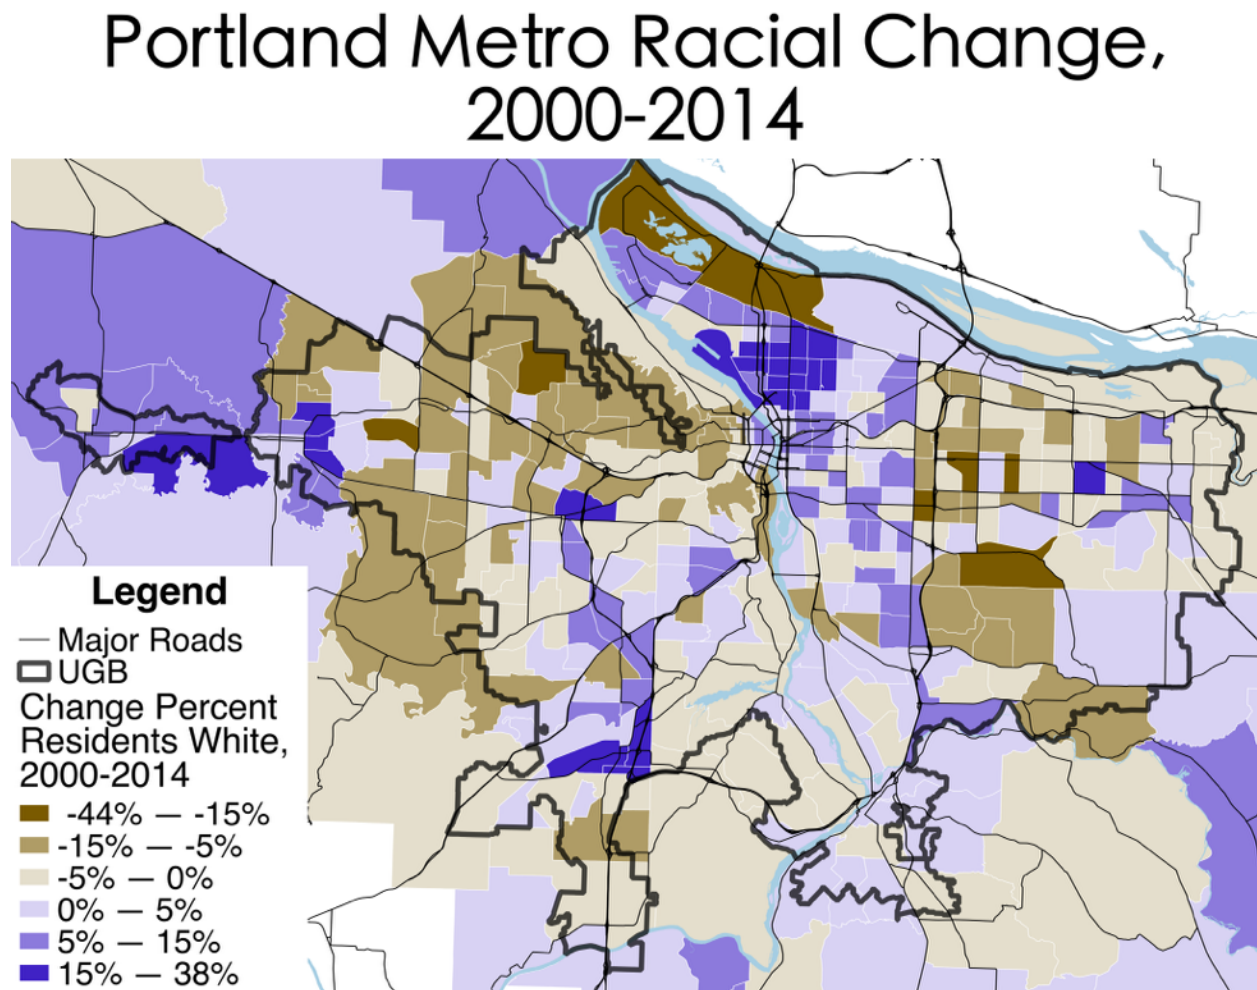 Portland Metro Racial Change,
2000-2014
Legend
Major Roads
UGB
Change Percent
Residents White,
2000-2014
-44% — -15%
-15% — -5%
-5% — 0%
0% — 5%
5% — 15%
15% — 38%